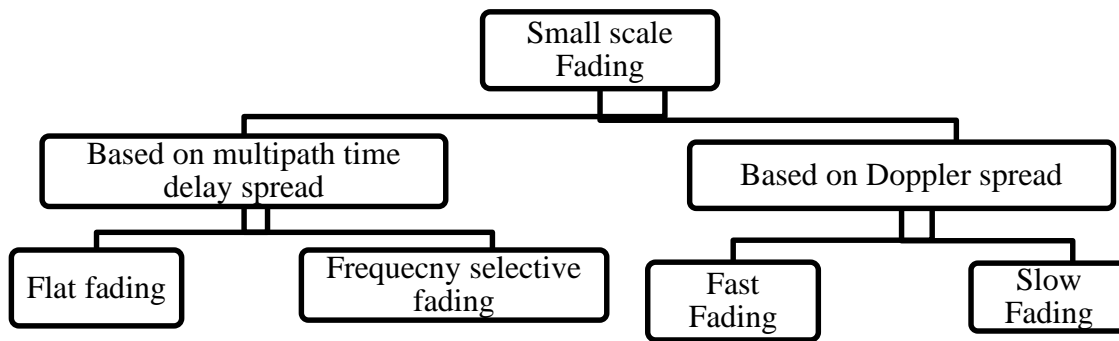 Small scale
Fading
Based on multipath time
delay spread
Based on Doppler spread
Flat fading
Frequecny selective
fading
Fast
Fading
Slow
Fading